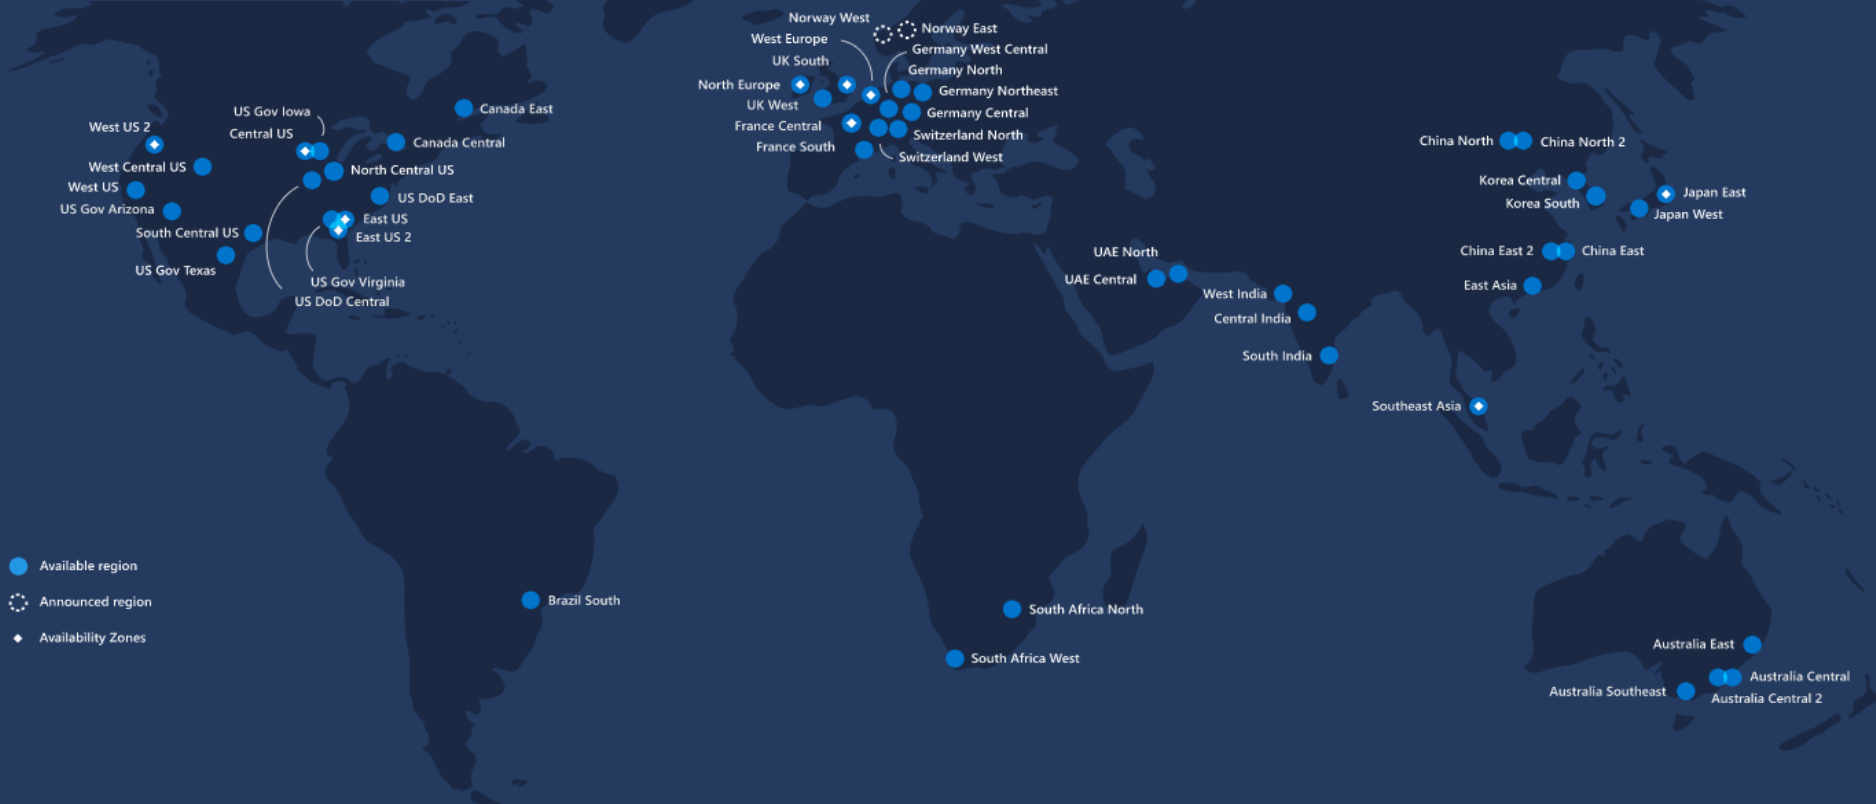 Norway West
Norway East
West Europe
Germany West Central
UK South
Germany North
North Europe
Germany Northeast
UK West
Germany Central
France Central
Switzerland North
France South
Switzerland West
US Gov Iowa
Canada East
West US 2
Central US
Canada Central
West Central US
North Central US
West US
US DoD East
US Gov Arizona
East US
South Central US
East US 2
US Gov Texas
US Gov Virginia
US DoD Central
China North
China North 2
Korea Central
Japan East
Korea South
Japan West
China East 2
China East
East Asia
UAE North
UAE Central
West India
Central India
South India
Southeast Asia
Available region
Announced region
Availability Zones
Brazil South
South Africa North
South Africa West
Australia East
Australia Central
Australia Southeast
Australia Central 2